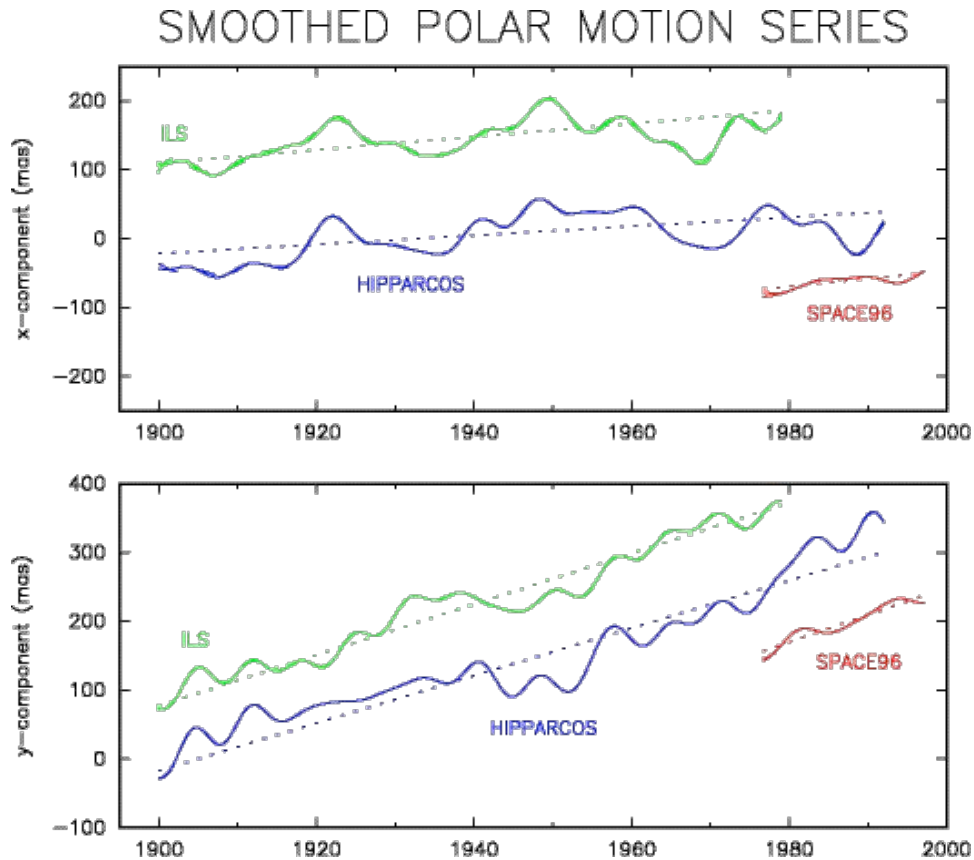 SMOOTHED POLAR MOTION SERIES
x-component (mas)
200
100
0
-100
-200
ILS
HIPPARCOS
SPACE96
1900 1920 1940 1960 1980 2000
y-component (mas)
400
300
200
100
0
-100
ILS
HIPPARCOS
SPACE96
1900 1920 1940 1960 1980 2000